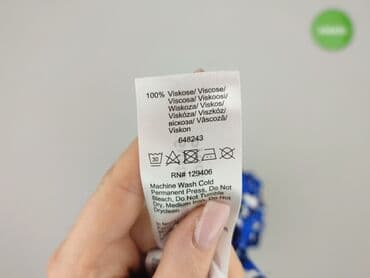 100% Viskose/ Viscose/
Viscosa/ Viskoosi/
Wiskoza/ Viskos/
Viskóza/ Viszkóz/
віскоза/ Vâscoză/
Viskon
648243
30
RN# 129406
Machine Wash Cold
Permanent Press, Do Not
Bleach, Do Not Tumble
Dry, Medium Iron, Do Not
Dryclean